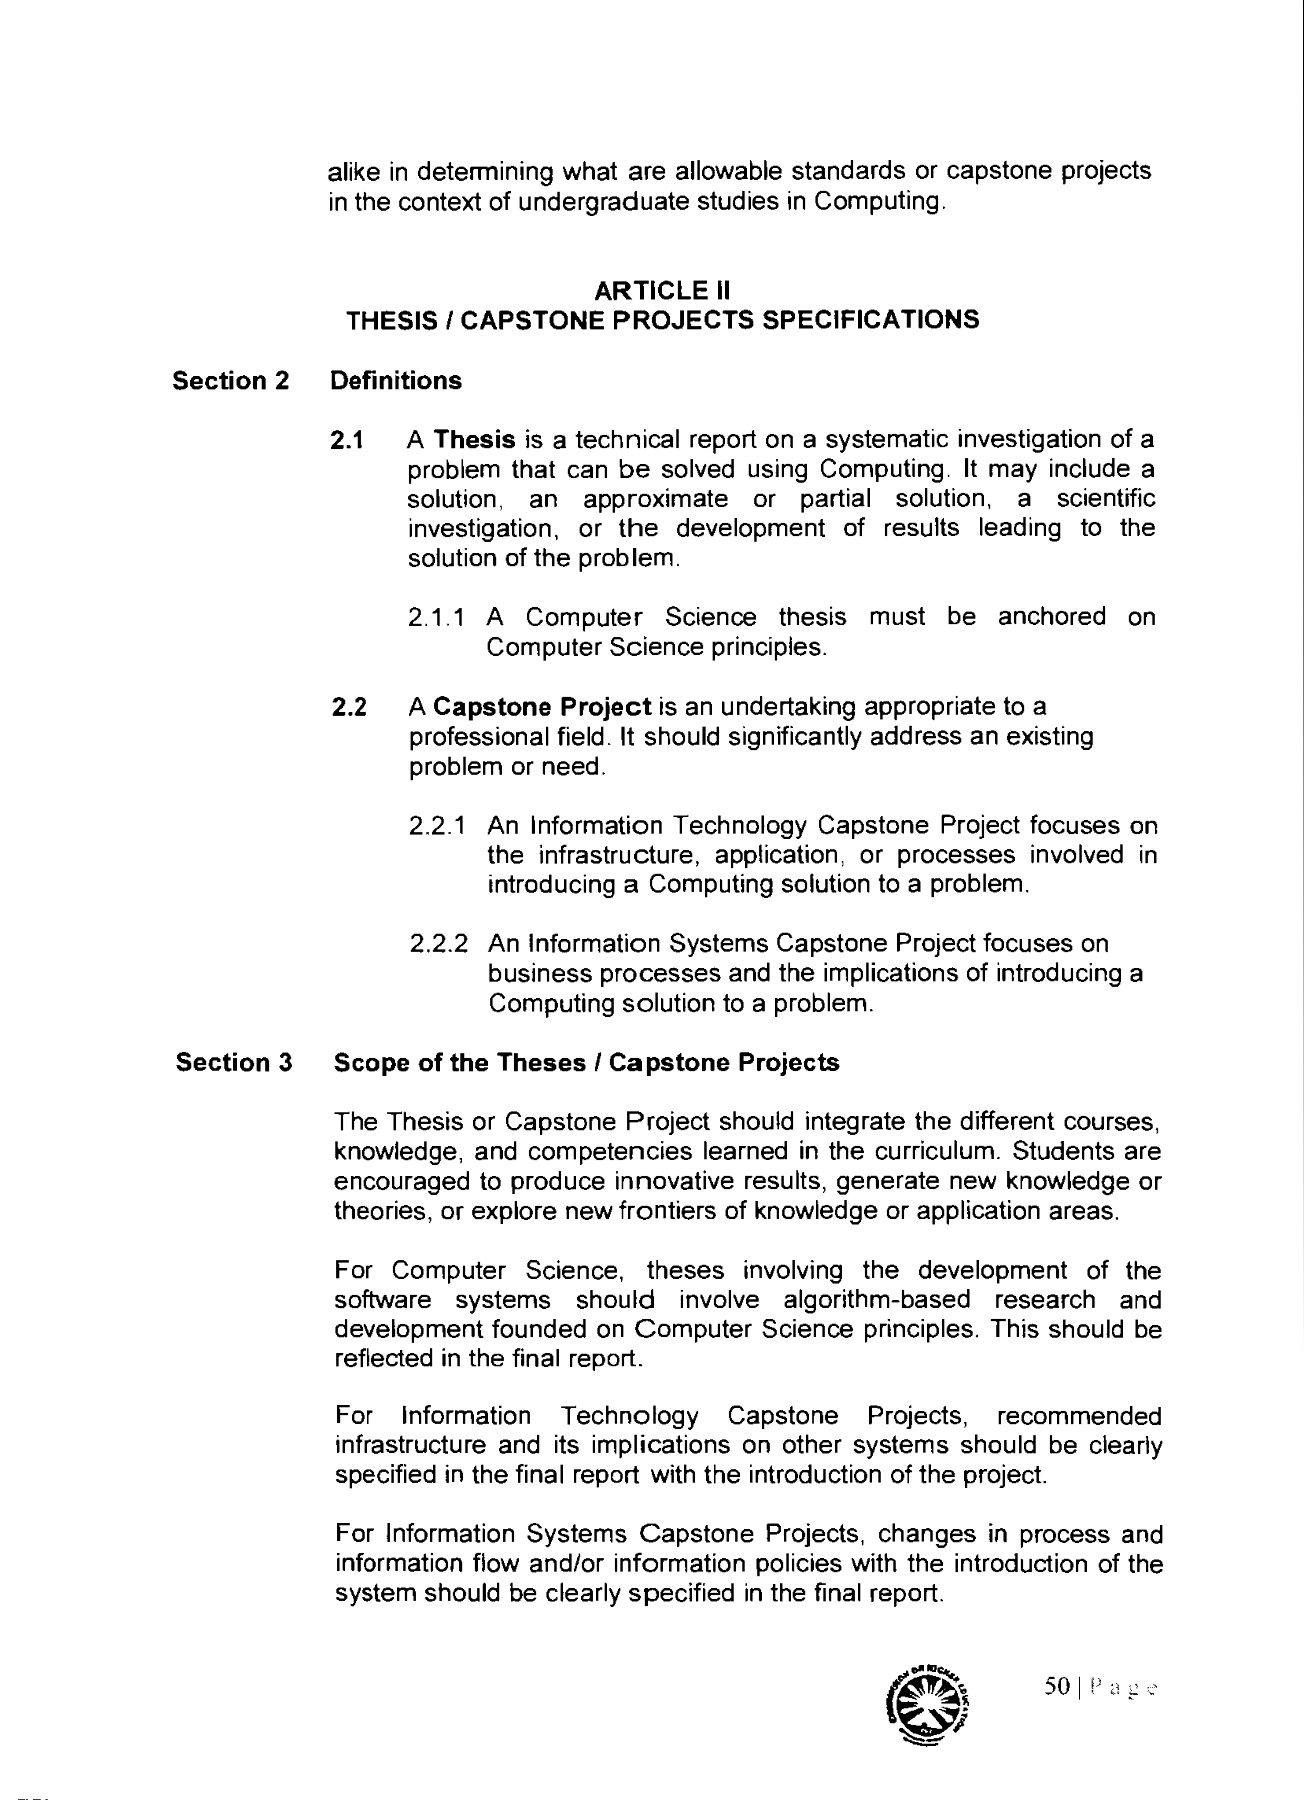 alike in determining what are allowable standards or capstone projects
in the context of undergraduate studies in Computing.
ARTICLE II
THESIS / CAPSTONE PROJECTS SPECIFICATIONS
Section 2 Definitions
2.1 A Thesis is a technical report on a systematic investigation of a
problem that can be solved using Computing. It may include a
solution, an approximate or partial solution, a scientific
investigation, or the development of results leading to the
solution of the problem.
2.1.1 A Computer Science thesis must be anchored on
Computer Science principles.
2.2 A Capstone Project is an undertaking appropriate to a
professional field. It should significantly address an existing
problem or need.
2.2.1 An Information Technology Capstone Project focuses on
the infrastructure, application, or processes involved in
introducing a Computing solution to a problem.
2.2.2 An Information Systems Capstone Project focuses on
business processes and the implications of introducing a
Computing solution to a problem.
Section 3 Scope of the Theses / Capstone Projects
The Thesis or Capstone Project should integrate the different courses,
knowledge, and competencies learned in the curriculum. Students are
encouraged to produce innovative results, generate new knowledge or
theories, or explore new frontiers of knowledge or application areas.
For Computer Science, theses involving the development of the
software systems should involve algorithm-based research and
development founded on Computer Science principles. This should be
reflected in the final report.
For Information Technology Capstone Projects, recommended
infrastructure and its implications on other systems should be clearly
specified in the final report with the introduction of the project.
For Information Systems Capstone Projects, changes in process and
information flow and/or information policies with the introduction of the
system should be clearly specified in the final report.
50 | Page